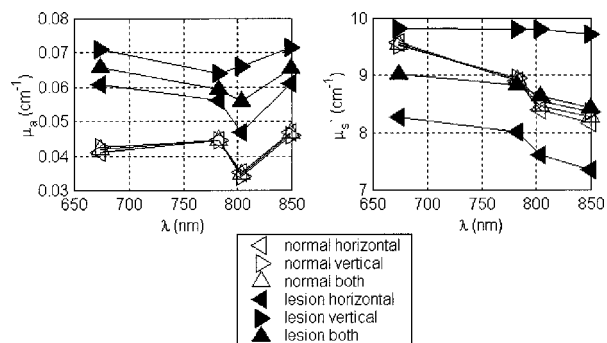 0.08
0.07
0.06
0.05
0.04
0.03
μa (cm-1)
650 700 750 800 850
λ (nm)
10
9
8
7
μs (cm-1)
650 700 750 800 850
λ (nm)
normal horizontal
normal vertical
normal both
lesion horizontal
lesion vertical
lesion both